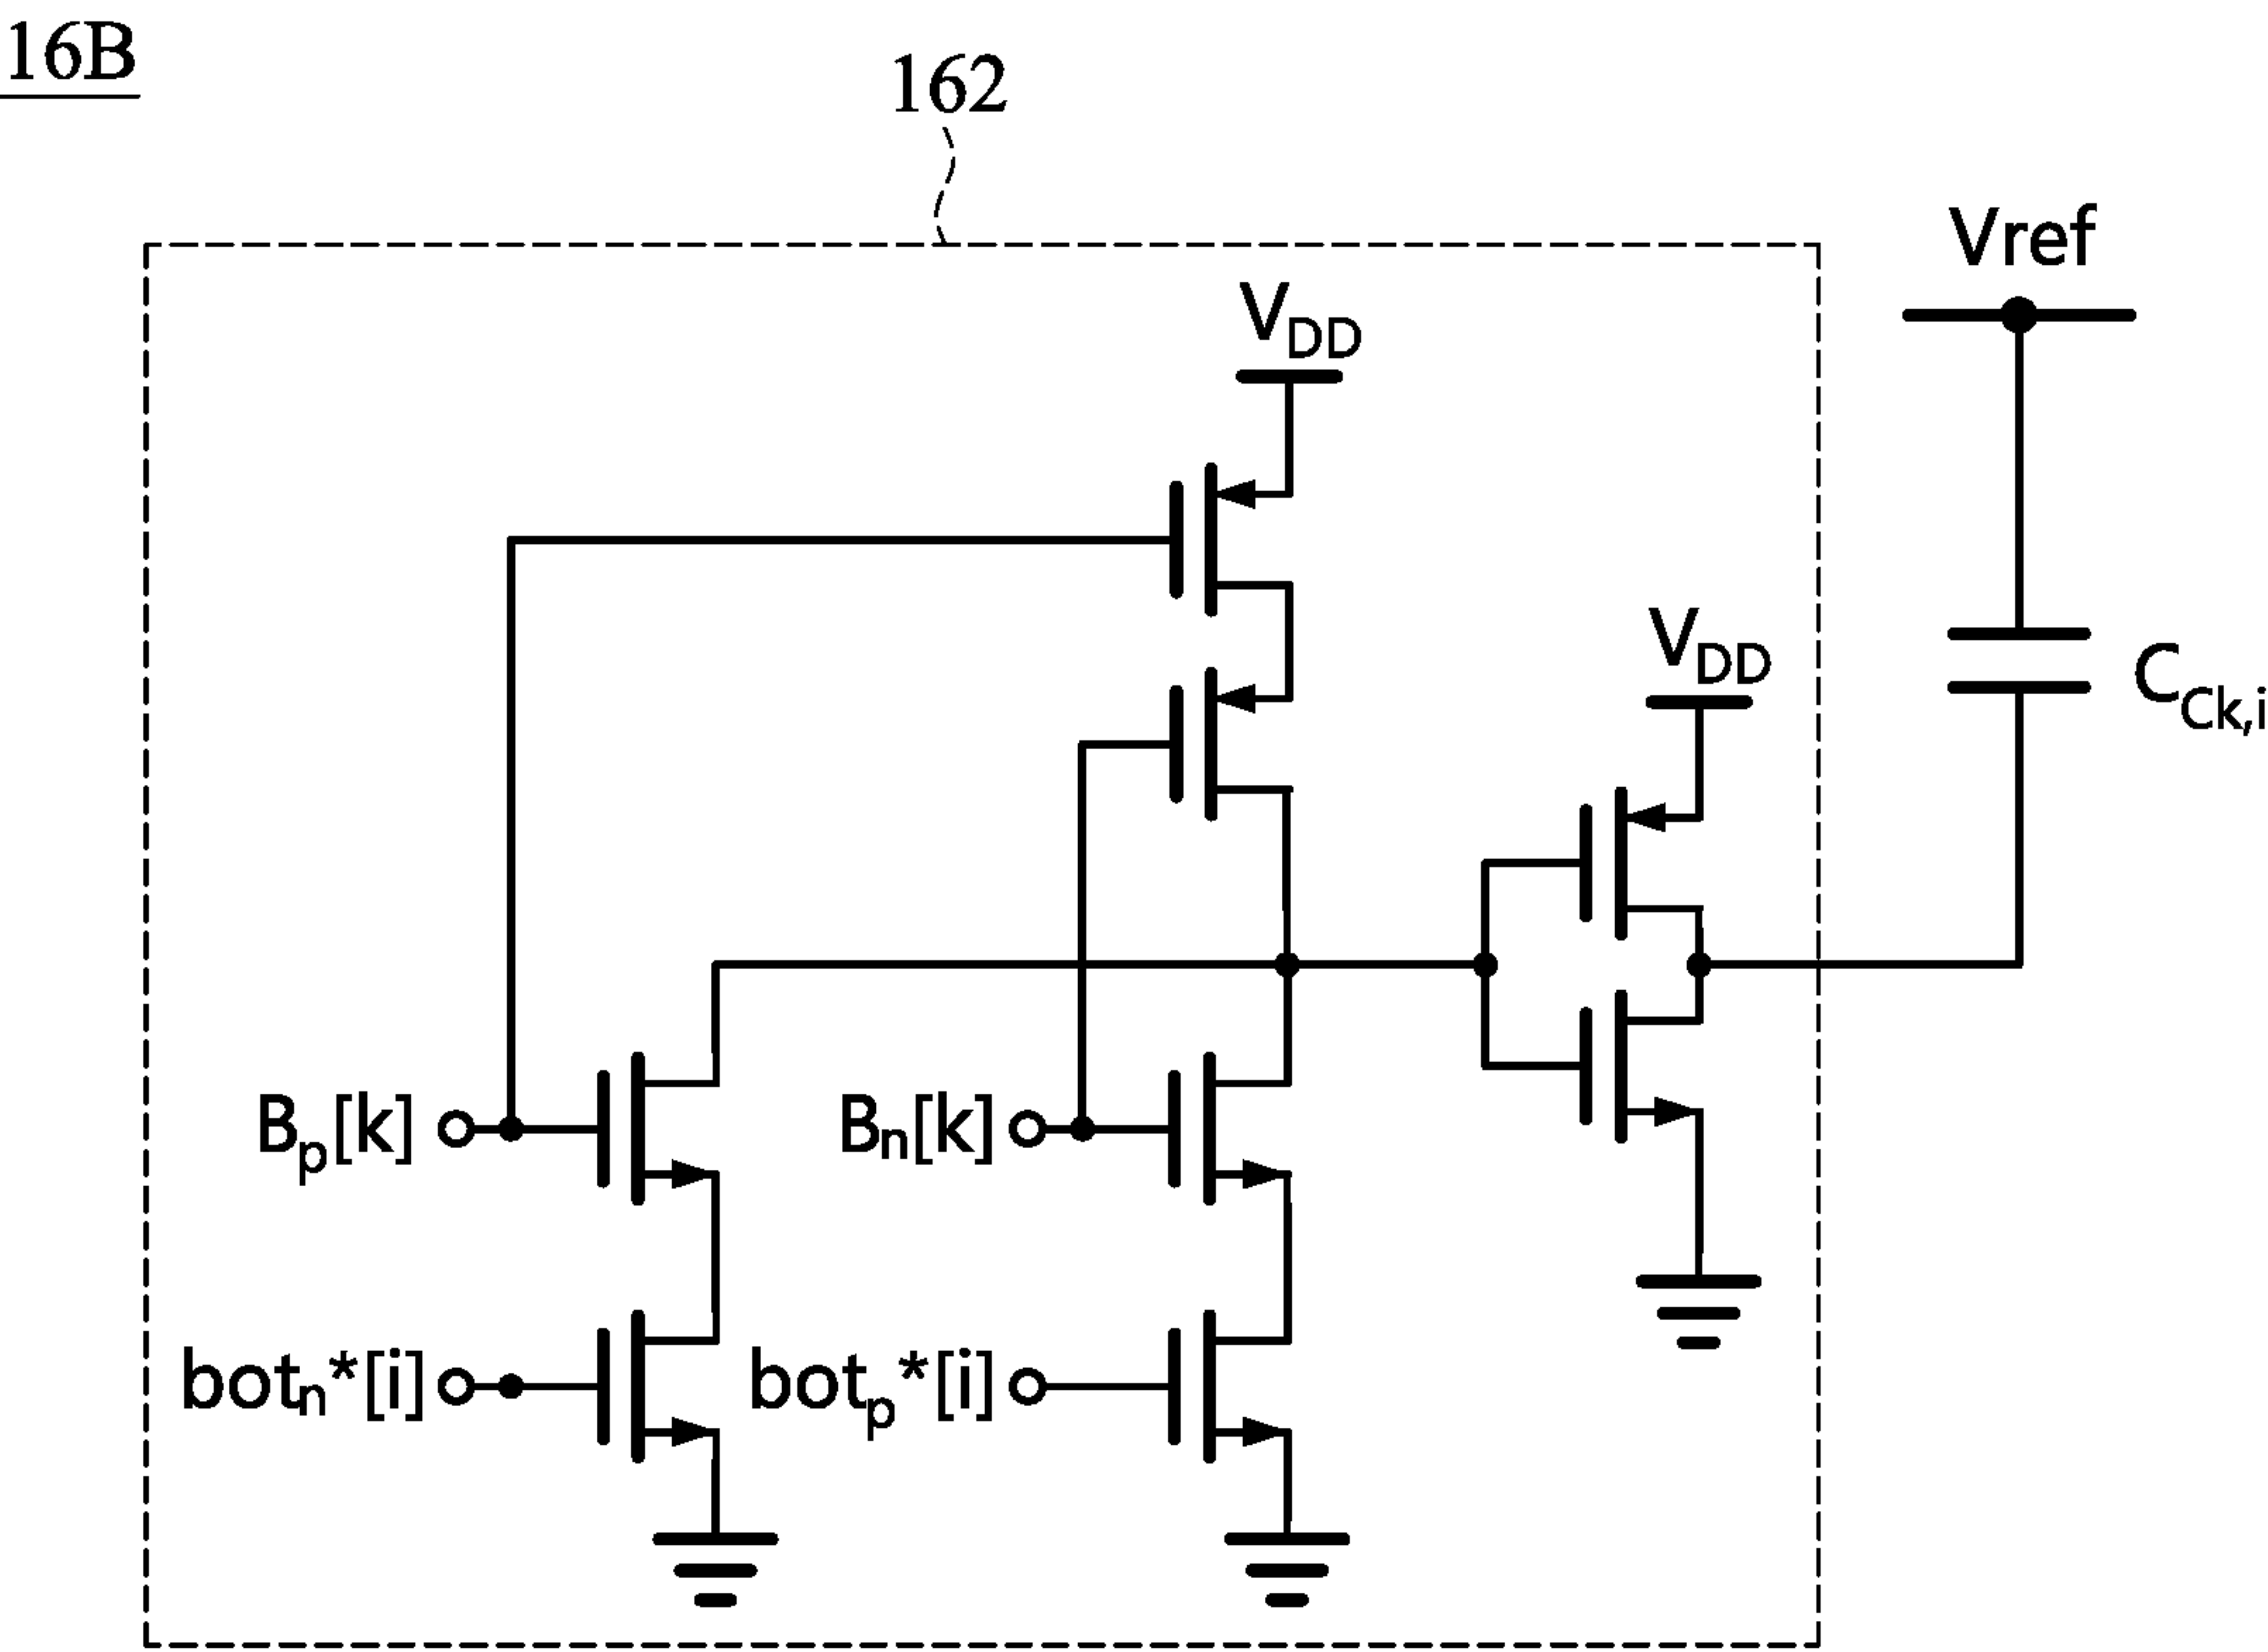 16B
162
Vref
VDD
VDD
CCk,i
Bp[k]
Bn[k]
botn*[i]
botp*[i]